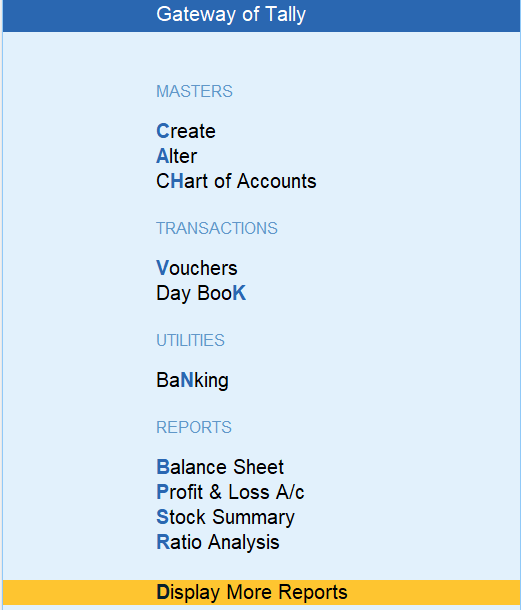 Gateway of Tally
MASTERS
Create
Alter
CHart of Accounts
TRANSACTIONS
Vouchers
Day BooK
UTILITIES
BaNking
REPORTS
Balance Sheet
Profit & Loss A/c
Stock Summary
Ratio Analysis
Display More Reports